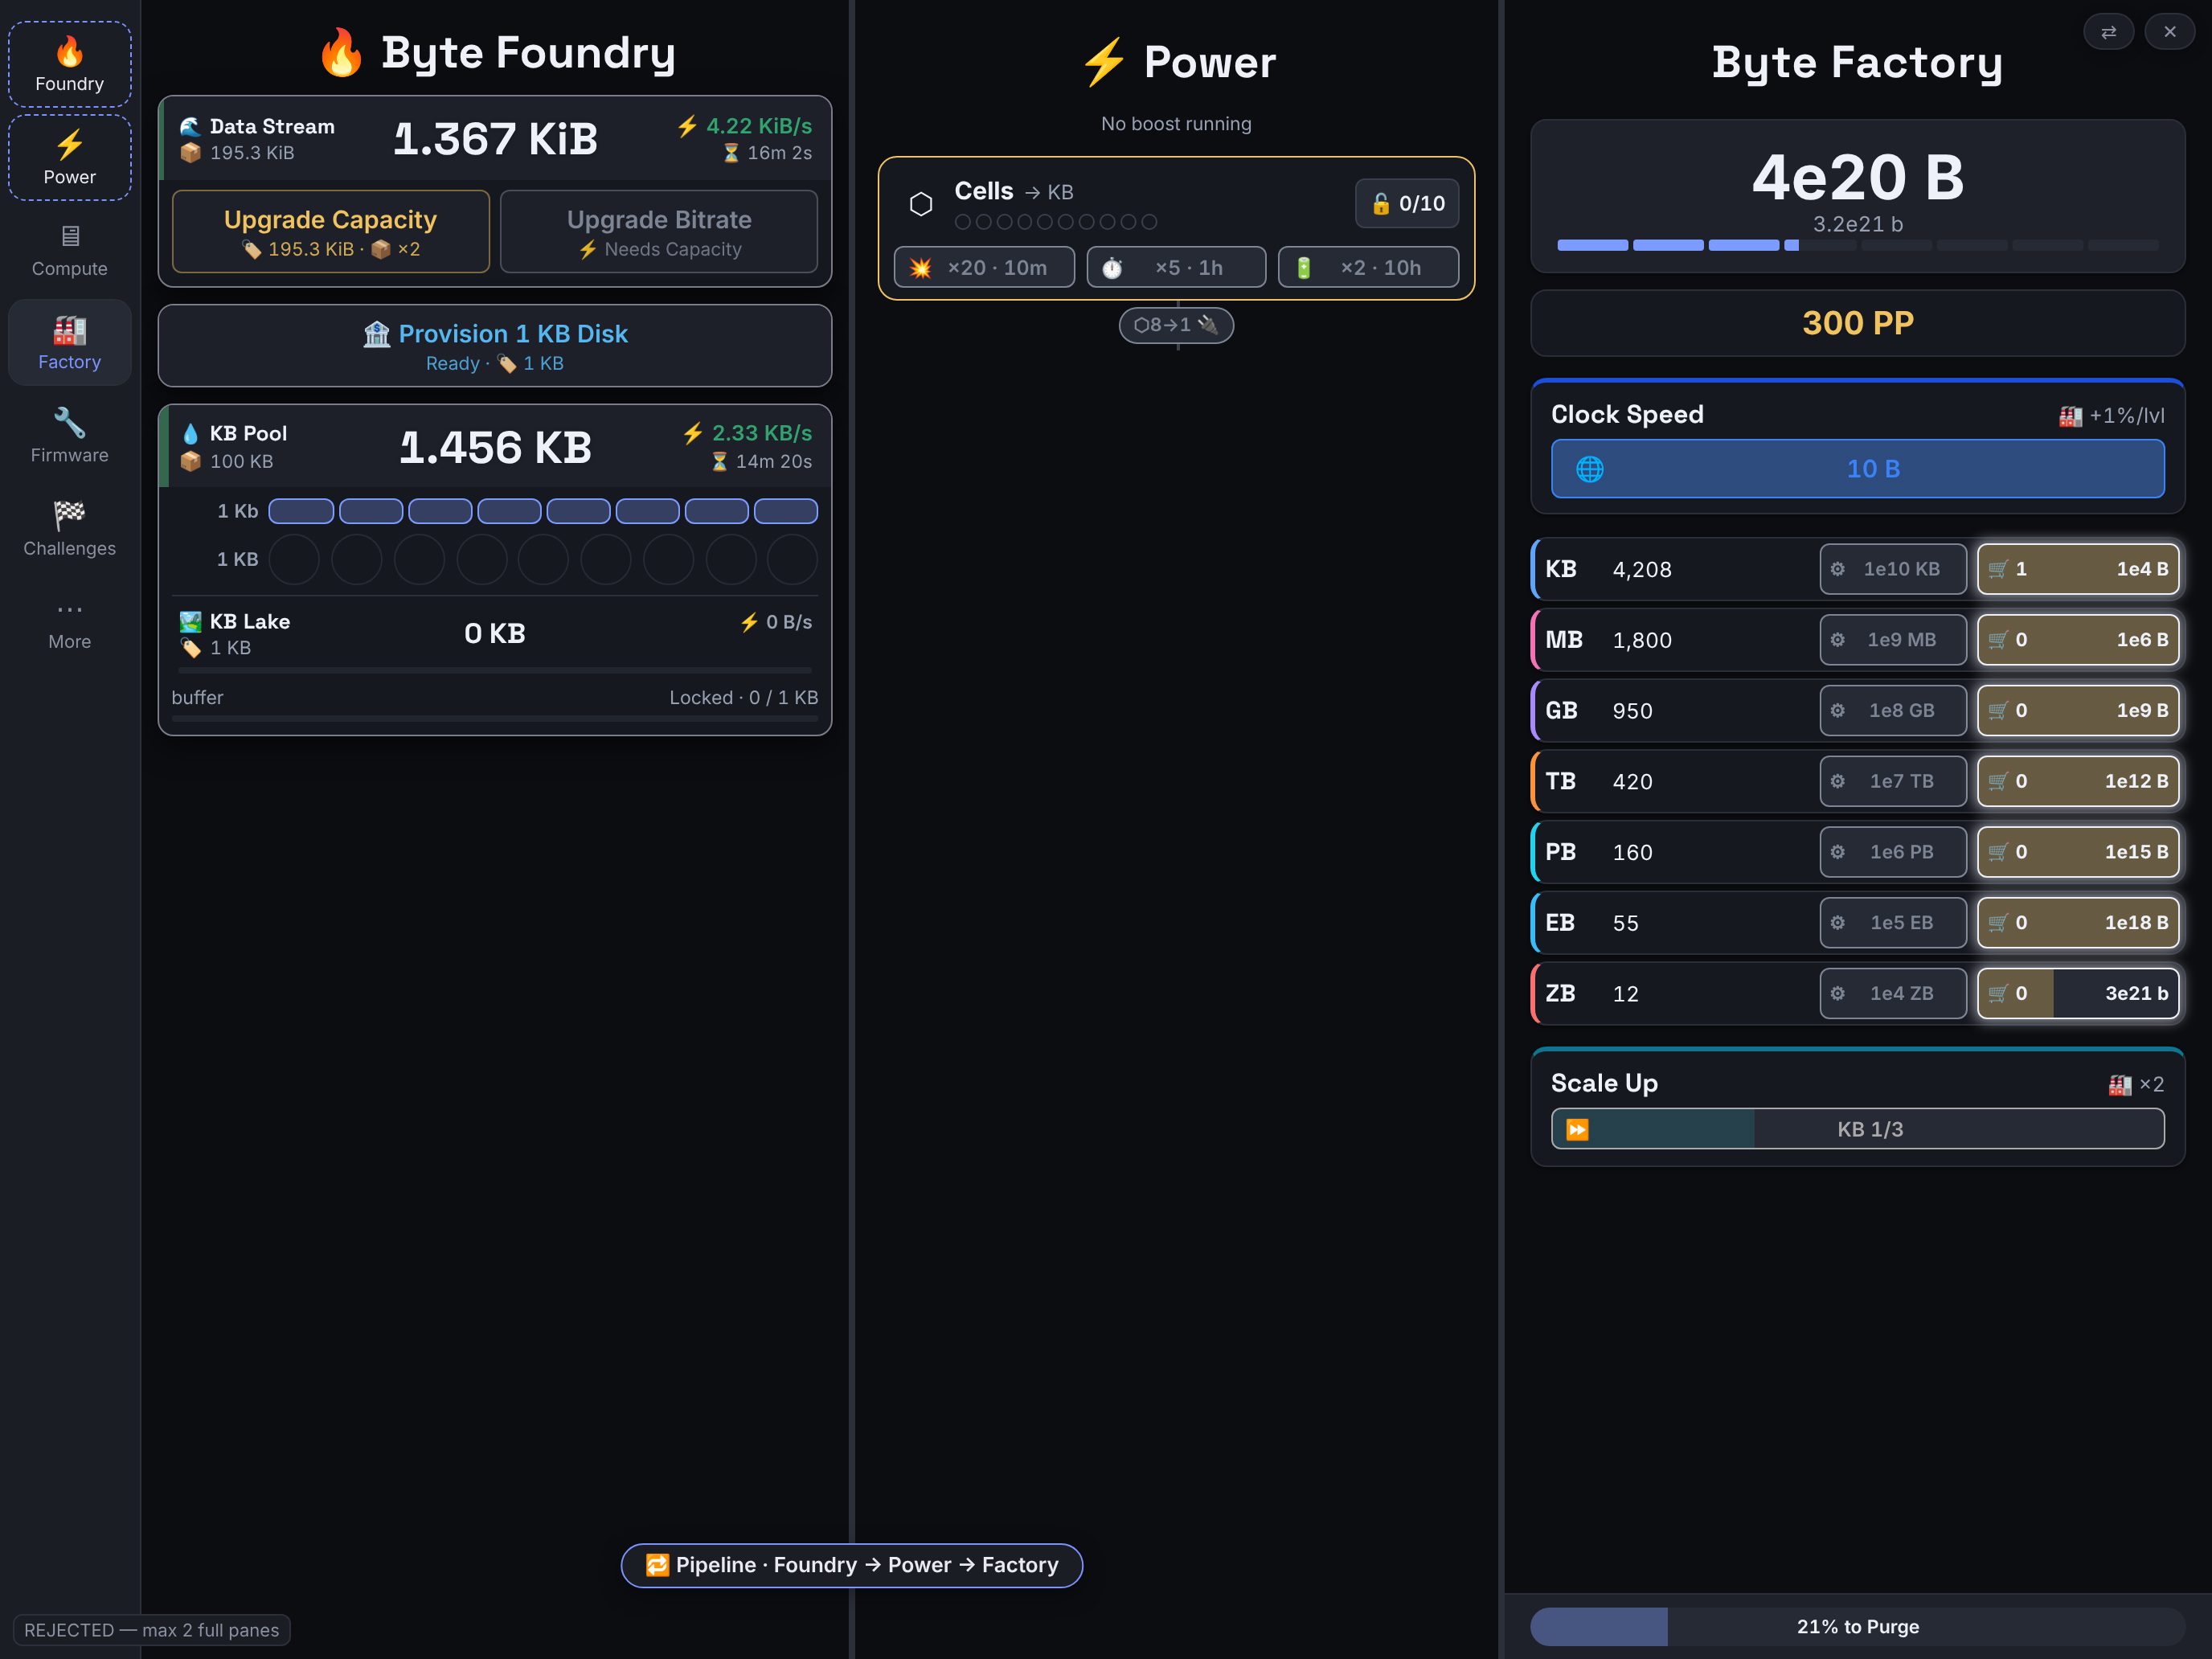 Foundry
Power
Compute
Factory
Firmware
Challenges
More
🔥 Byte Foundry
🌊 Data Stream
📦 195.3 KiB
1.367 KiB
⚡ 4.22 KiB/s
⏳ 16m 2s
Upgrade Capacity
🏷️ 195.3 KiB · 📦 ×2
Upgrade Bitrate
⚡ Needs Capacity
🏦 Provision 1 KB Disk
Ready · 🏷️ 1 KB
💧 KB Pool
📦 100 KB
1.456 KB
⚡ 2.33 KB/s
⏳ 14m 20s
1 Kb
1 KB
🏞️ KB Lake
🏷️ 1 KB
0 KB
⚡ 0 B/s
buffer
Locked · 0 / 1 KB
⚡ Power
No boost running
Cells → KB
🔓 0/10
💥 ×20 · 10m
⏱️ ×5 · 1h
🔋 ×2 · 10h
⬡8→1 🔌
Byte Factory
⇄
✕
4e20 B
3.2e21 b
300 PP
Clock Speed
🏭 +1%/lvl
🌐 10 B
KB 4,208 ⚙ 1e10 KB 🛒 1 1e4 B
MB 1,800 ⚙ 1e9 MB 🛒 0 1e6 B
GB 950 ⚙ 1e8 GB 🛒 0 1e9 B
TB 420 ⚙ 1e7 TB 🛒 0 1e12 B
PB 160 ⚙ 1e6 PB 🛒 0 1e15 B
EB 55 ⚙ 1e5 EB 🛒 0 1e18 B
ZB 12 ⚙ 1e4 ZB 🛒 0 3e21 b
Scale Up
🏭 ×2
⏩ KB 1/3
21% to Purge
🔁 Pipeline · Foundry → Power → Factory
REJECTED — max 2 full panes